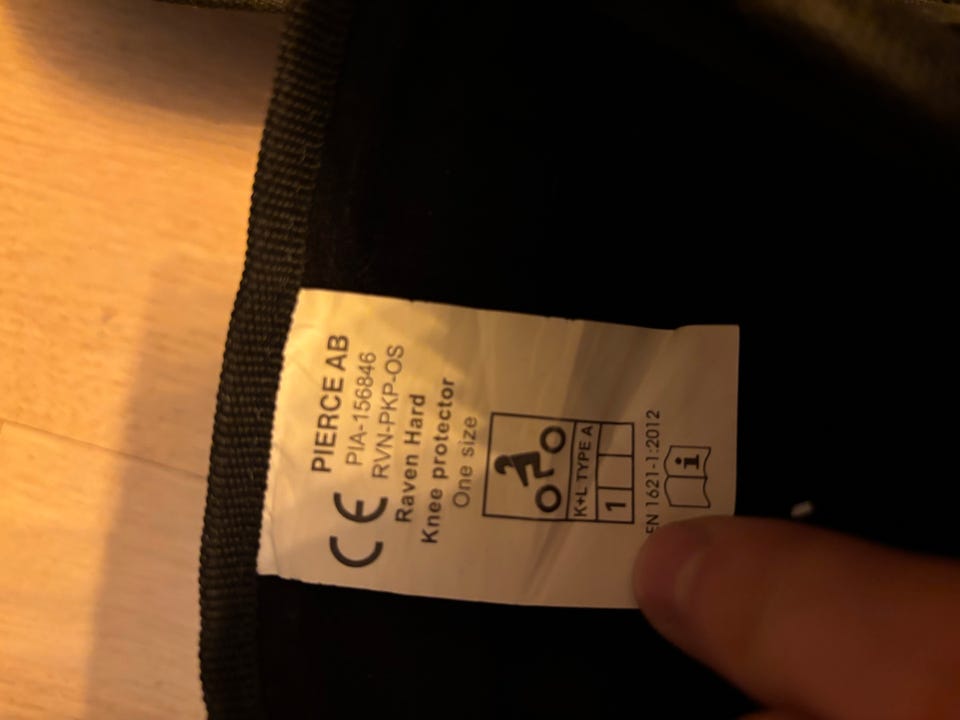 CE PIERCE AB
PIA-156846
RVN-PKP-OS
Raven Hard
Knee protector
One size
K+L TYPE A
1
EN 1621-1:2012
i